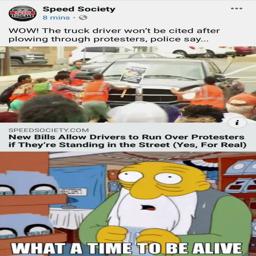 Speed Society
8 mins ·
WOW! The truck driver won't be cited after
plowing through protesters, police say...
SPEEDSOCIETY.COM
New Bills Allow Drivers to Run Over Protesters
if They're Standing in the Street (Yes, For Real)
WHAT A TIME TO BE ALIVE